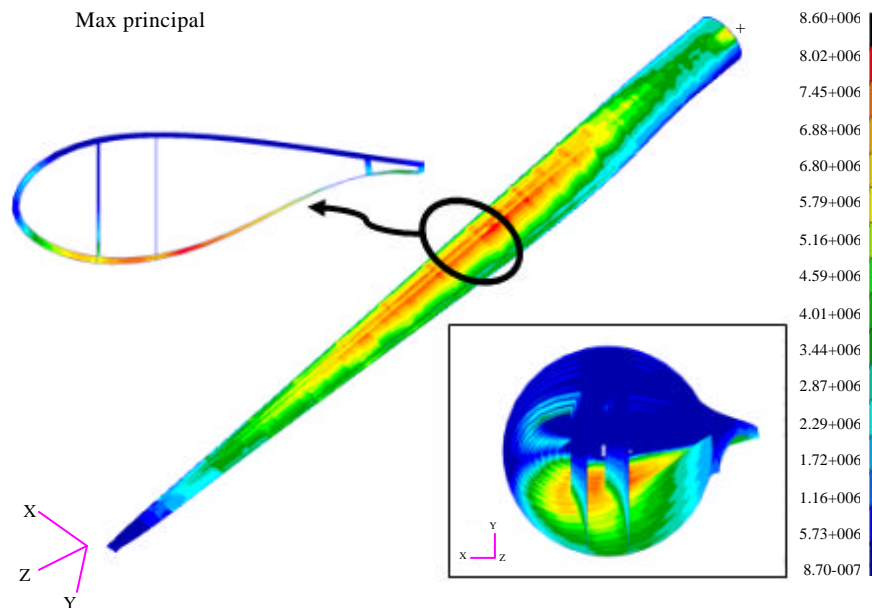 Max principal
+
8.60+006
8.02+006
7.45+006
6.88+006
6.80+006
5.79+006
5.16+006
4.59+006
4.01+006
3.44+006
2.87+006
2.29+006
1.72+006
1.16+006
5.73+006
8.70-007
X
Z
Y
Y
X
Z